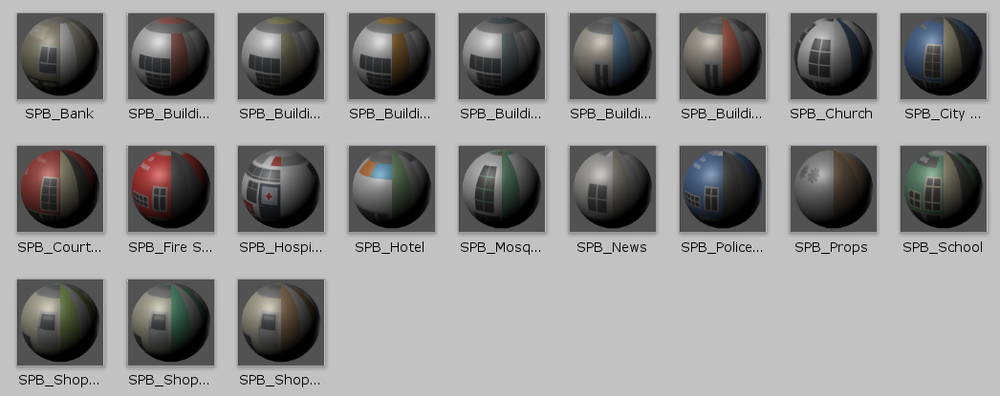 SPB_Bank
SPB_Buildi...
SPB_Buildi...
SPB_Buildi...
SPB_Buildi...
SPB_Buildi...
SPB_Buildi...
SPB_Church
SPB_City ...
SPB_Court...
SPB_Fire S...
SPB_Hospi...
SPB_Hotel
SPB_Mosq...
SPB_News
SPB_Police...
SPB_Props
SPB_School
SPB_Shop...
SPB_Shop...
SPB_Shop...